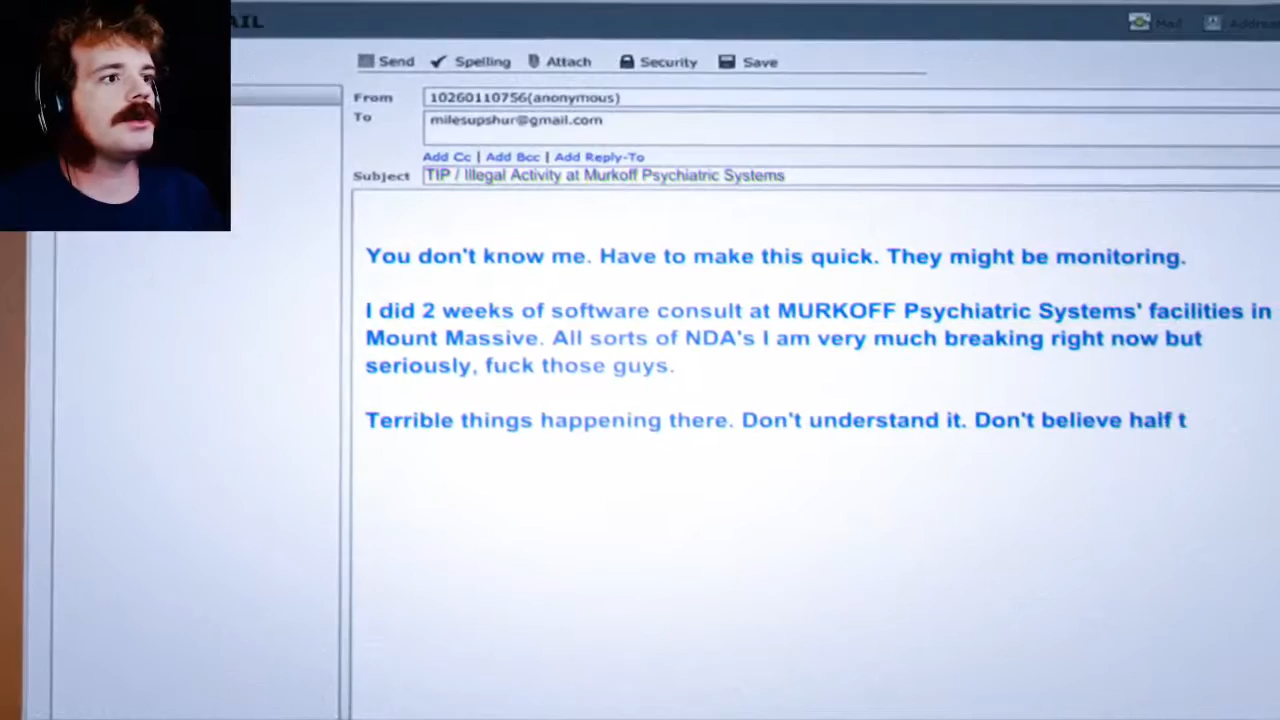 AIL
Mail Address
Send Spelling Attach Security Save
From 10260110756(anonymous)
To milesupshur@gmail.com
Add Cc | Add Bcc | Add Reply-To
Subject TIP / Illegal Activity at Murkoff Psychiatric Systems
You don't know me. Have to make this quick. They might be monitoring.
I did 2 weeks of software consult at MURKOFF Psychiatric Systems' facilities in
Mount Massive. All sorts of NDA's I am very much breaking right now but
seriously, fuck those guys.
Terrible things happening there. Don't understand it. Don't believe half t